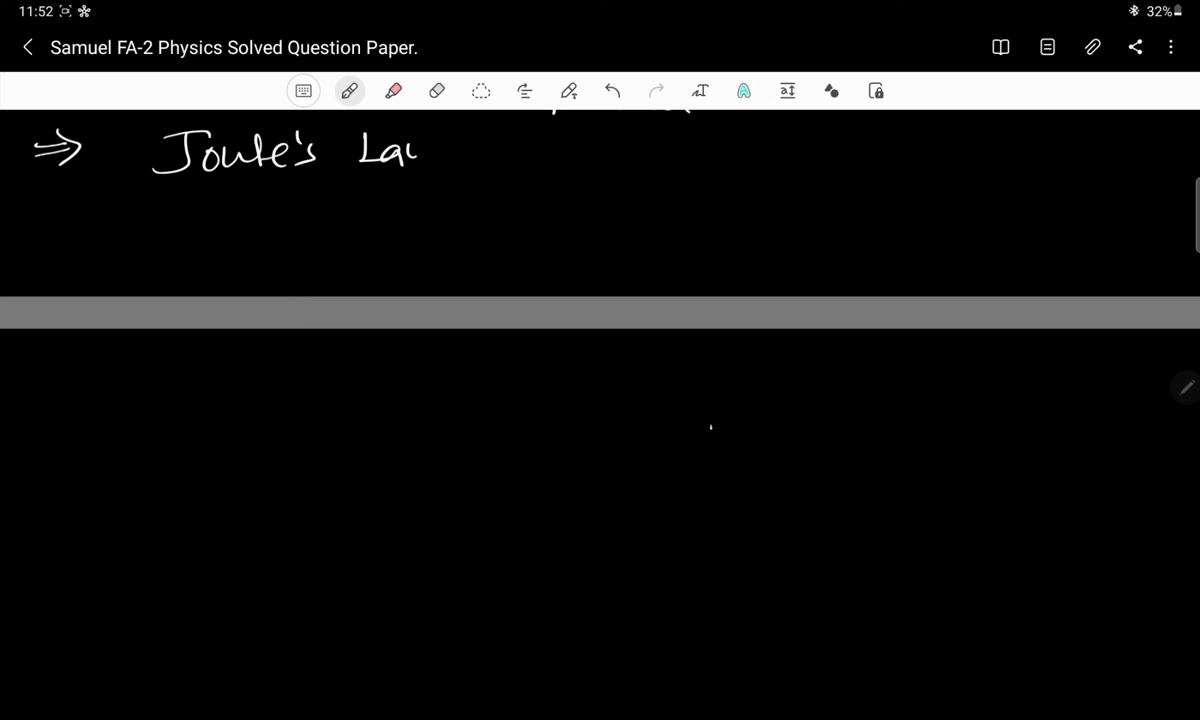 11:52 32%
Samuel FA-2 Physics Solved Question Paper.
⇒ Joule's La